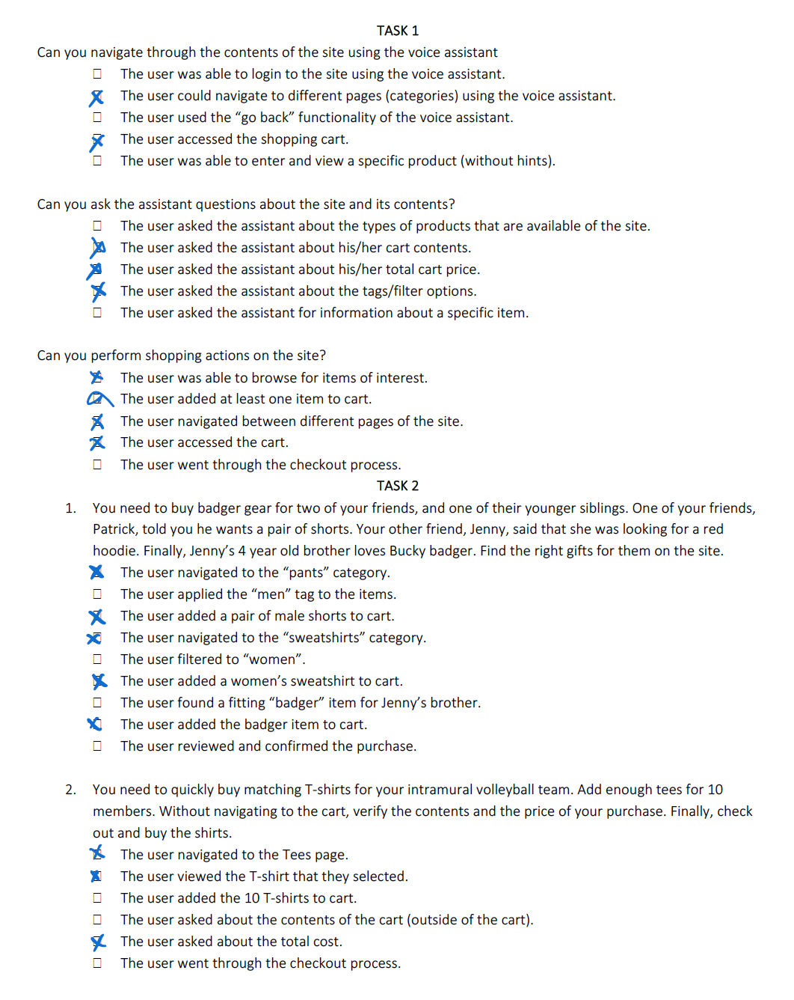 TASK 1
Can you navigate through the contents of the site using the voice assistant
☐ The user was able to login to the site using the voice assistant.
☒ The user could navigate to different pages (categories) using the voice assistant.
☐ The user used the “go back” functionality of the voice assistant.
☒ The user accessed the shopping cart.
☐ The user was able to enter and view a specific product (without hints).
Can you ask the assistant questions about the site and its contents?
☐ The user asked the assistant about the types of products that are available of the site.
☒ The user asked the assistant about his/her cart contents.
☒ The user asked the assistant about his/her total cart price.
☒ The user asked the assistant about the tags/filter options.
☐ The user asked the assistant for information about a specific item.
Can you perform shopping actions on the site?
☒ The user was able to browse for items of interest.
☒ The user added at least one item to cart.
☒ The user navigated between different pages of the site.
☒ The user accessed the cart.
☐ The user went through the checkout process.
TASK 2
1. You need to buy badger gear for two of your friends, and one of their younger siblings. One of your friends,
Patrick, told you he wants a pair of shorts. Your other friend, Jenny, said that she was looking for a red
hoodie. Finally, Jenny’s 4 year old brother loves Bucky badger. Find the right gifts for them on the site.
☒ The user navigated to the “pants” category.
☐ The user applied the “men” tag to the items.
☒ The user added a pair of male shorts to cart.
☒ The user navigated to the “sweatshirts” category.
☐ The user filtered to “women”.
☒ The user added a women’s sweatshirt to cart.
☐ The user found a fitting “badger” item for Jenny’s brother.
☒ The user added the badger item to cart.
☐ The user reviewed and confirmed the purchase.
2. You need to quickly buy matching T-shirts for your intramural volleyball team. Add enough tees for 10
members. Without navigating to the cart, verify the contents and the price of your purchase. Finally, check
out and buy the shirts.
☒ The user navigated to the Tees page.
☒ The user viewed the T-shirt that they selected.
☐ The user added the 10 T-shirts to cart.
☐ The user asked about the contents of the cart (outside of the cart).
☒ The user asked about the total cost.
☐ The user went through the checkout process.